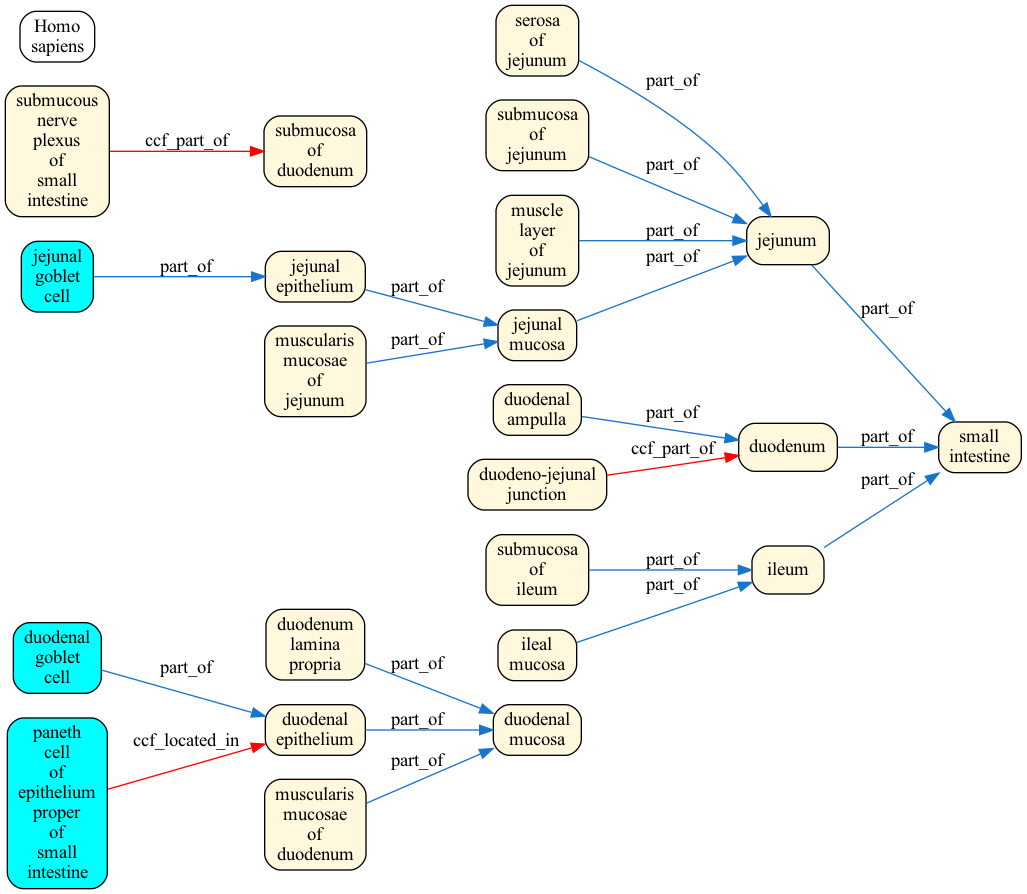 Homo
sapiens
submucous
nerve
plexus
of
small
intestine
ccf_part_of
submucosa
of
duodenum
jejunal
goblet
cell
part_of
jejunal
epithelium
part_of
muscularis
mucosae
of
jejunum
part_of
serosa
of
jejunum
part_of
submucosa
of
jejunum
part_of
muscle
layer
of
jejunum
part_of
jejunal
mucosa
part_of
jejunum
part_of
duodenal
ampulla
part_of
duodeno-jejunal
junction
ccf_part_of
duodenum
part_of
small
intestine
submucosa
of
ileum
part_of
ileal
mucosa
part_of
ileum
part_of
duodenal
goblet
cell
part_of
paneth
cell
of
epithelium
proper
of
small
intestine
ccf_located_in
duodenum
lamina
propria
part_of
duodenal
epithelium
part_of
muscularis
mucosae
of
duodenum
part_of
duodenal
mucosa